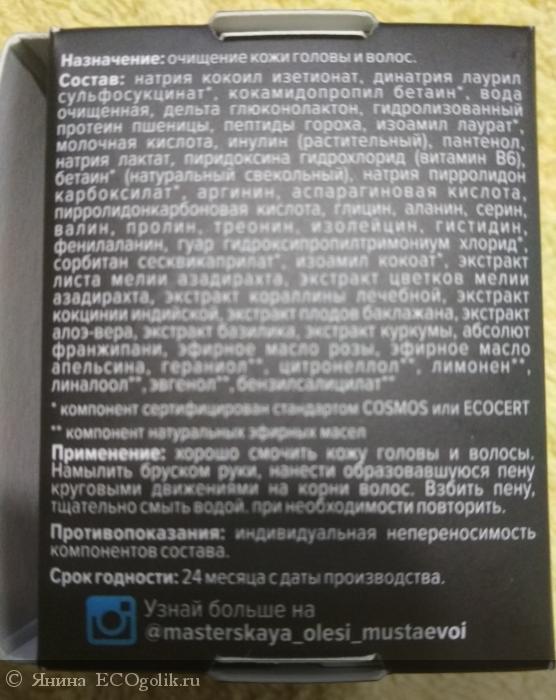 Назначение: очищение кожи головы и волос.
Состав: натрия кокоил изетионат, динатрия лаурил
сульфосукцинат*, кокамидопропил бетаин*, вода
очищенная, дельта глюконолактон, гидролизованный
протеин пшеницы, пептиды гороха, изоамил лаурат*,
молочная кислота, инулин (растительный), пантенол,
натрия лактат, пиридоксина гидрохлорид (витамин В6),
бетаин* (натуральный свекольный), натрия пирролидон
карбоксилат*, аргинин, аспарагиновая кислота,
пирролидонкарбоновая кислота, глицин, аланин, серин,
валин, пролин, треонин, изолейцин, гистидин,
фенилаланин, гуар гидроксипропилтримониум хлорид*,
сорбитан сесквикаприлат*, изоамил кокоат*, экстракт
листа мелии азадирахта, экстракт цветков мелии
азадирахта, экстракт кораллины лечебной, экстракт
кокцинии индийской, экстракт плодов баклажана, экстракт
алоэ-вера, экстракт базилика, экстракт куркумы, абсолют
франжипани, эфирное масло розы, эфирное масло
апельсина, гераниол**, цитронеллол**, лимонен**,
линалоол**, эвгенол**, бензилсалицилат**
* компонент сертифицирован стандартом COSMOS или ECOCERT
** компонент натуральных эфирных масел
Применение: хорошо смочить кожу головы и волосы.
Намылить бруском руки, нанести образовавшуюся пену
круговыми движениями на корни волос. Взбить пену,
тщательно смыть водой. при необходимости повторить.
Противопоказания: индивидуальная непереносимость
компонентов состава.
Срок годности: 24 месяца с даты производства.
Узнай больше на
@masterskaya_olesi_mustaevoi
© Янина ECOgolik.ru